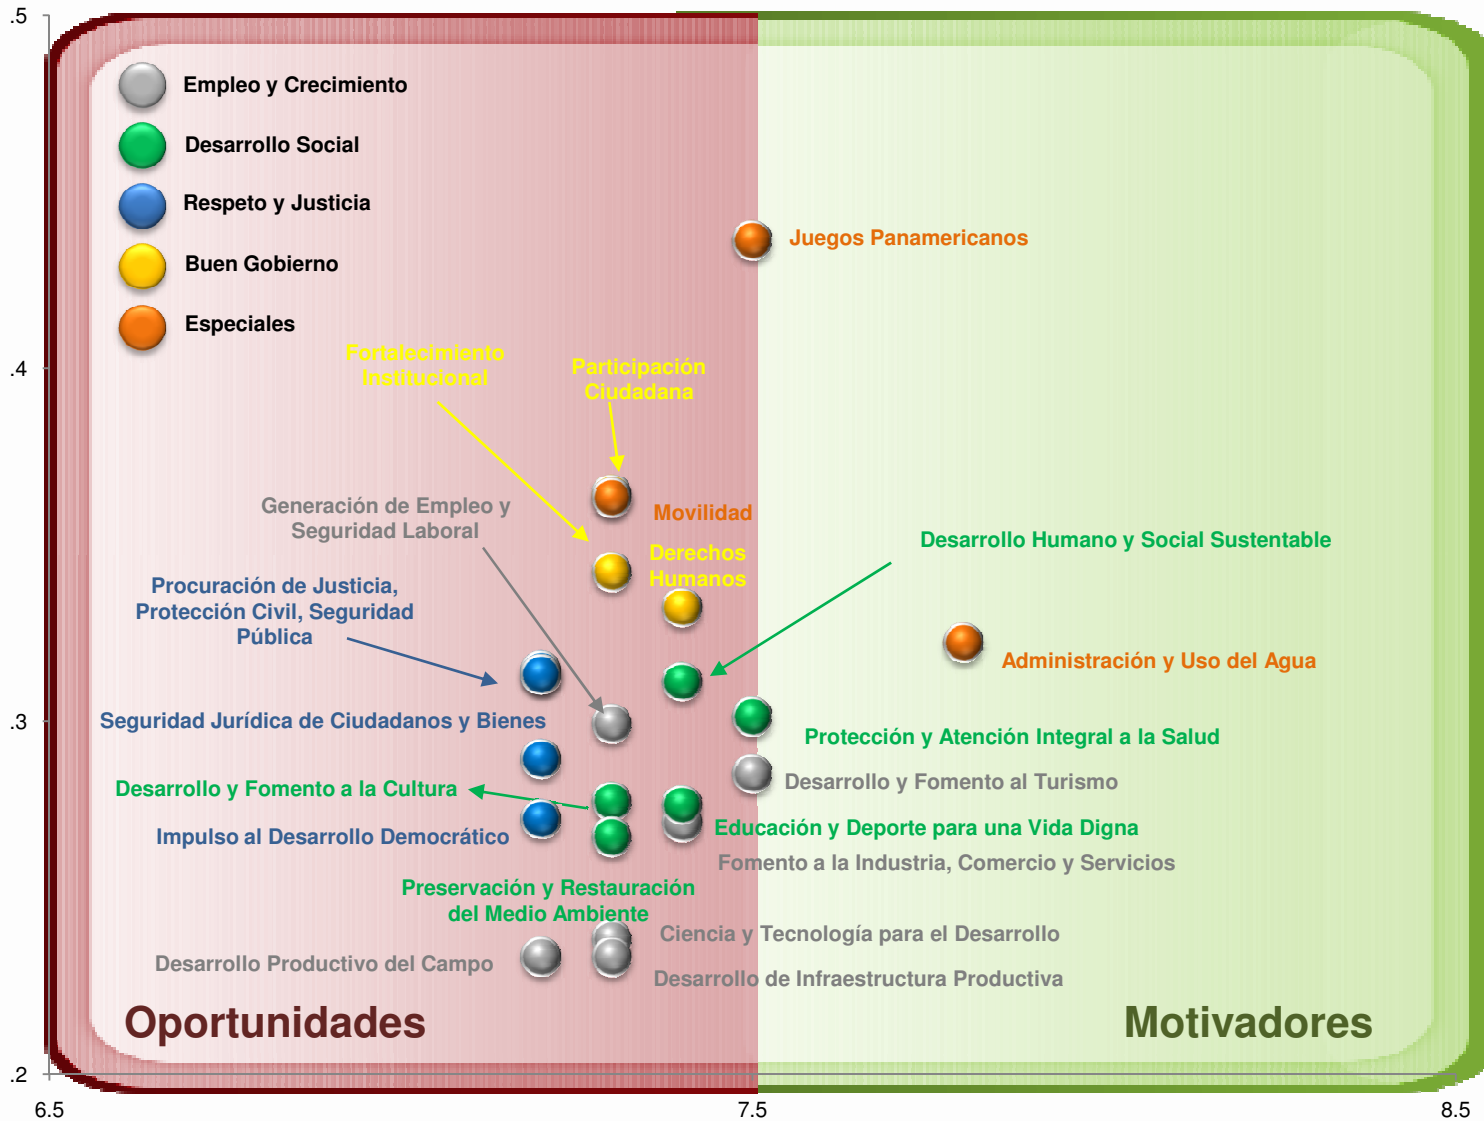 .5
Empleo y Crecimiento
Desarrollo Social
Respeto y Justicia
Juegos Panamericanos
Buen Gobierno
Especiales
Fortalecimiento
Institucional
Participación
Ciudadana
.4
Generación de Empleo y
Seguridad Laboral
Movilidad
Derechos
Humanos
Desarrollo Humano y Social Sustentable
Procuración de Justicia,
Protección Civil, Seguridad
Pública
Administración y Uso del Agua
.3
Seguridad Jurídica de Ciudadanos y Bienes
Protección y Atención Integral a la Salud
Desarrollo y Fomento a la Cultura
Desarrollo y Fomento al Turismo
Impulso al Desarrollo Democrático
Educación y Deporte para una Vida Digna
Fomento a la Industria, Comercio y Servicios
Preservación y Restauración
del Medio Ambiente
Ciencia y Tecnología para el Desarrollo
Desarrollo Productivo del Campo
Desarrollo de Infraestructura Productiva
Oportunidades
Motivadores
.2
6.5
7.5
8.5